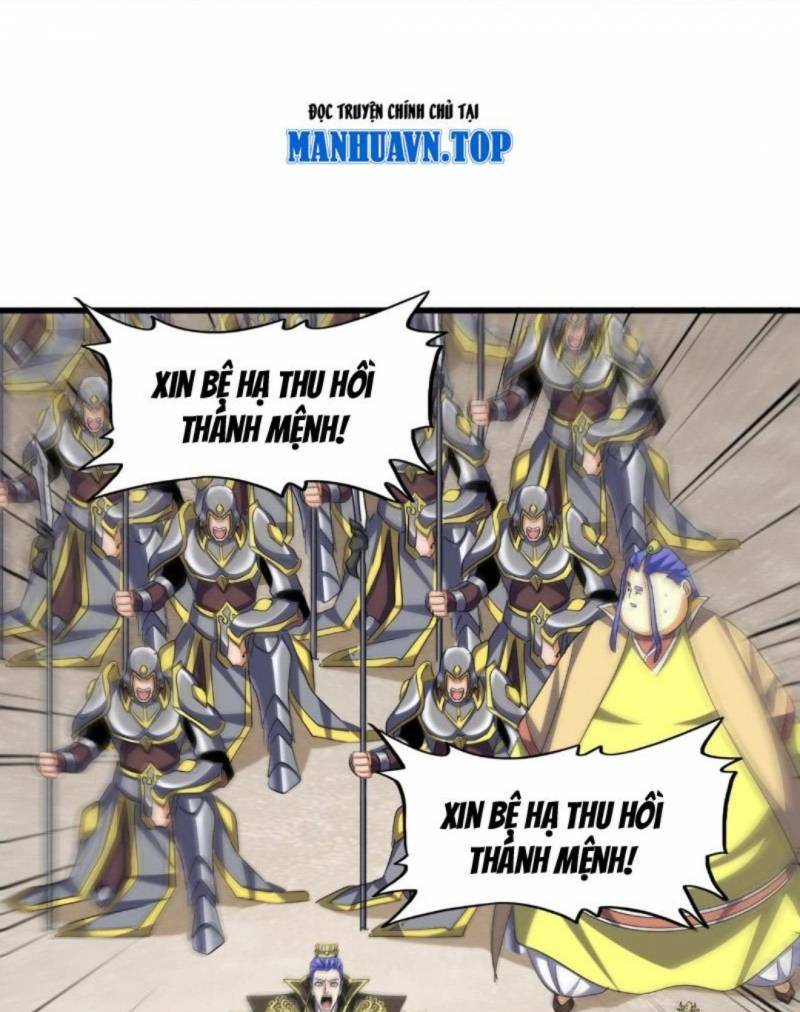 ĐỌC TRUYỆN CHÍNH CHỦ TẠI
MANHUAVN.TOP
XIN BỆ HẠ THU HỒI
THÁNH MỆNH!
XIN BỆ HẠ THU HỒI
THÁNH MỆNH!